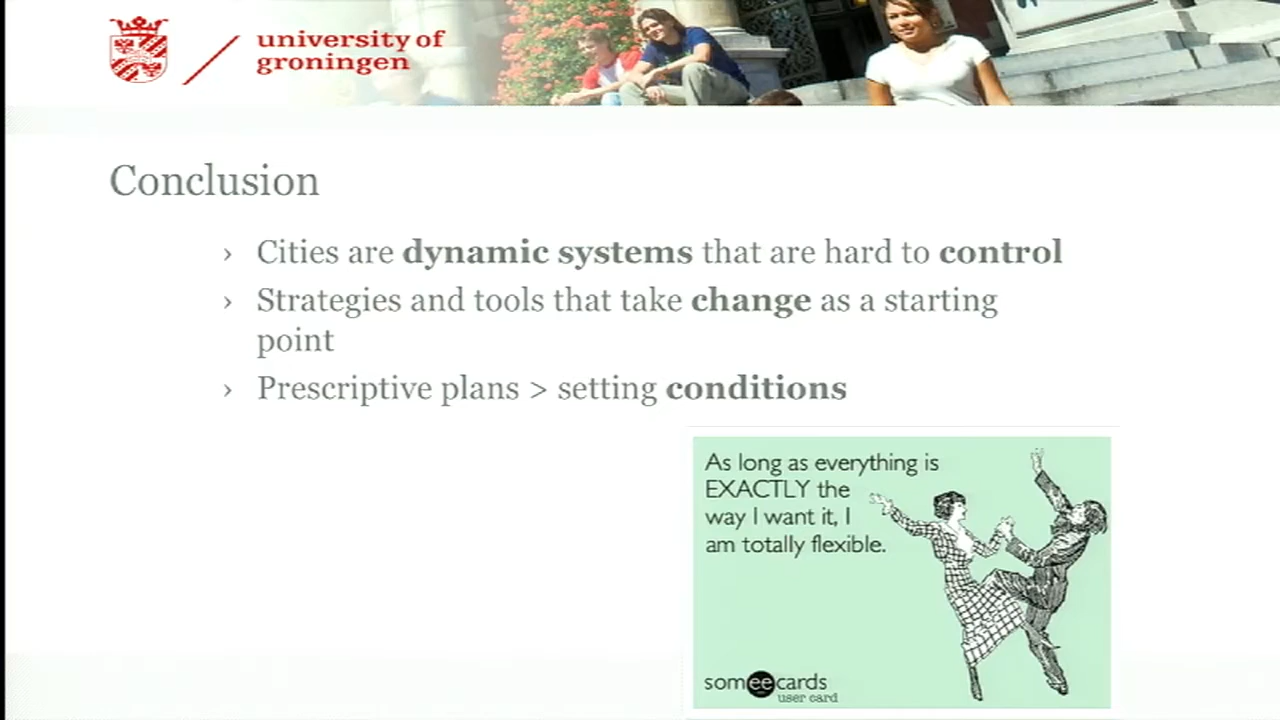 university of
groningen
Conclusion
› Cities are dynamic systems that are hard to control
› Strategies and tools that take change as a starting
point
› Prescriptive plans > setting conditions
As long as everything is
EXACTLY the
way I want it, I
am totally flexible.
someecards
user card